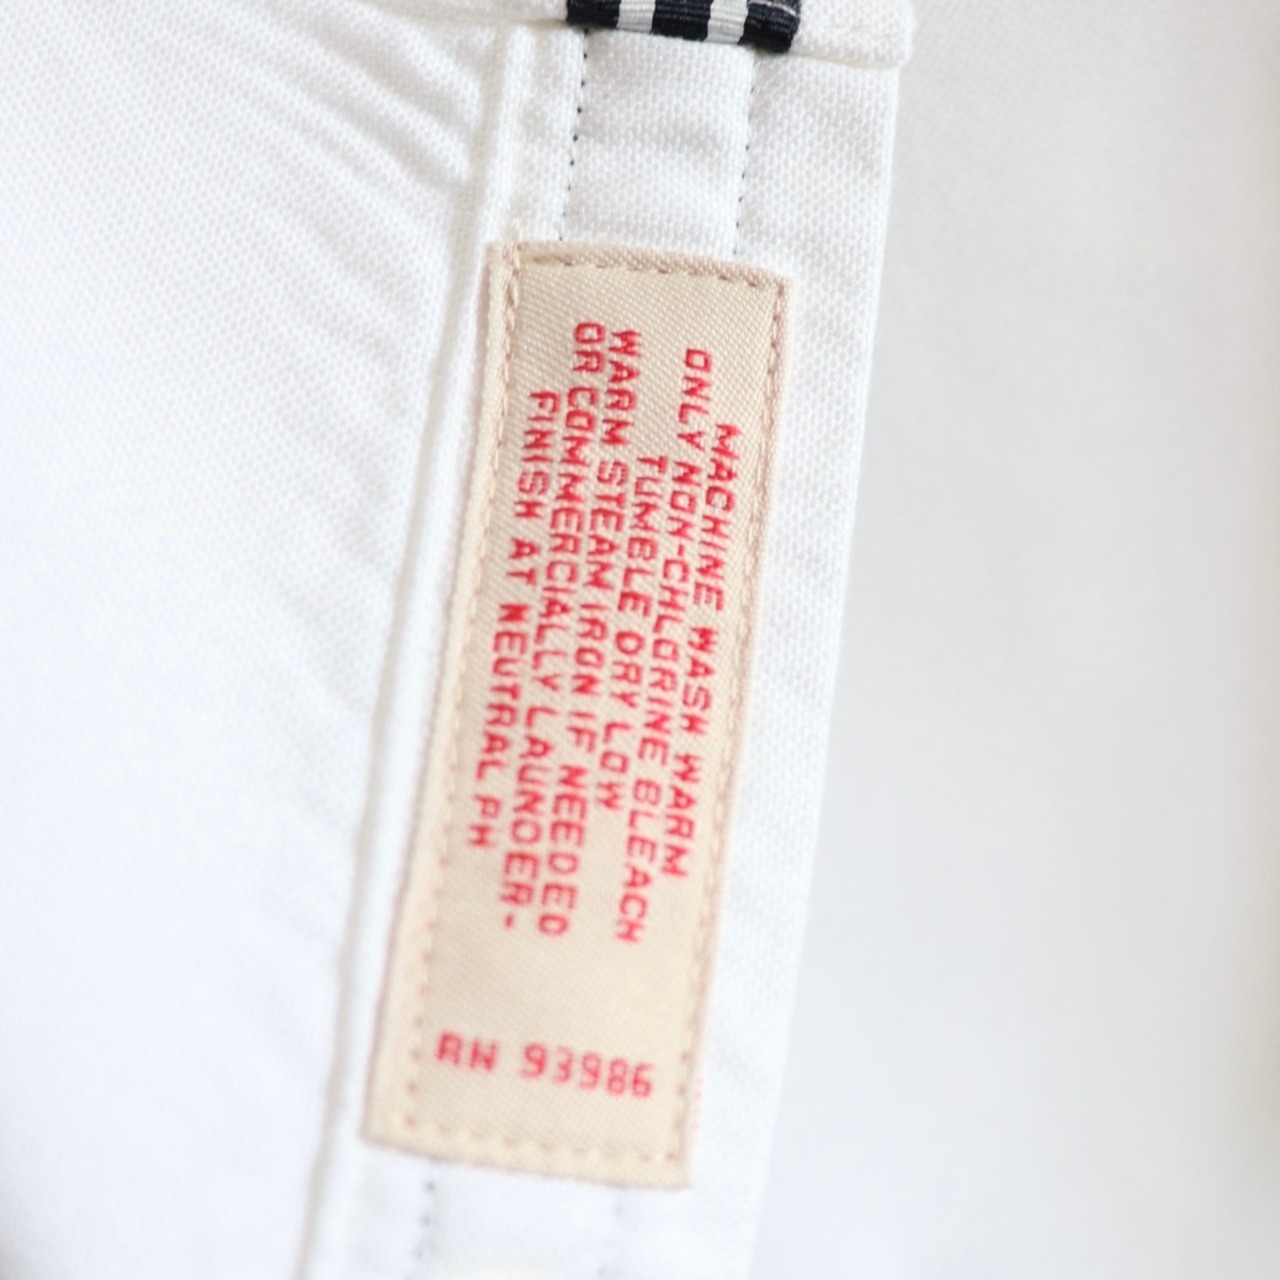 MACHINE WASH WARM
ONLY NON-CHLORINE BLEACH
TUMBLE DRY LOW
WARM STEAM IRON IF NEEDED
OR COMMERCIALLY LAUNDER-
FINISH AT NEUTRAL PH
RN 93986